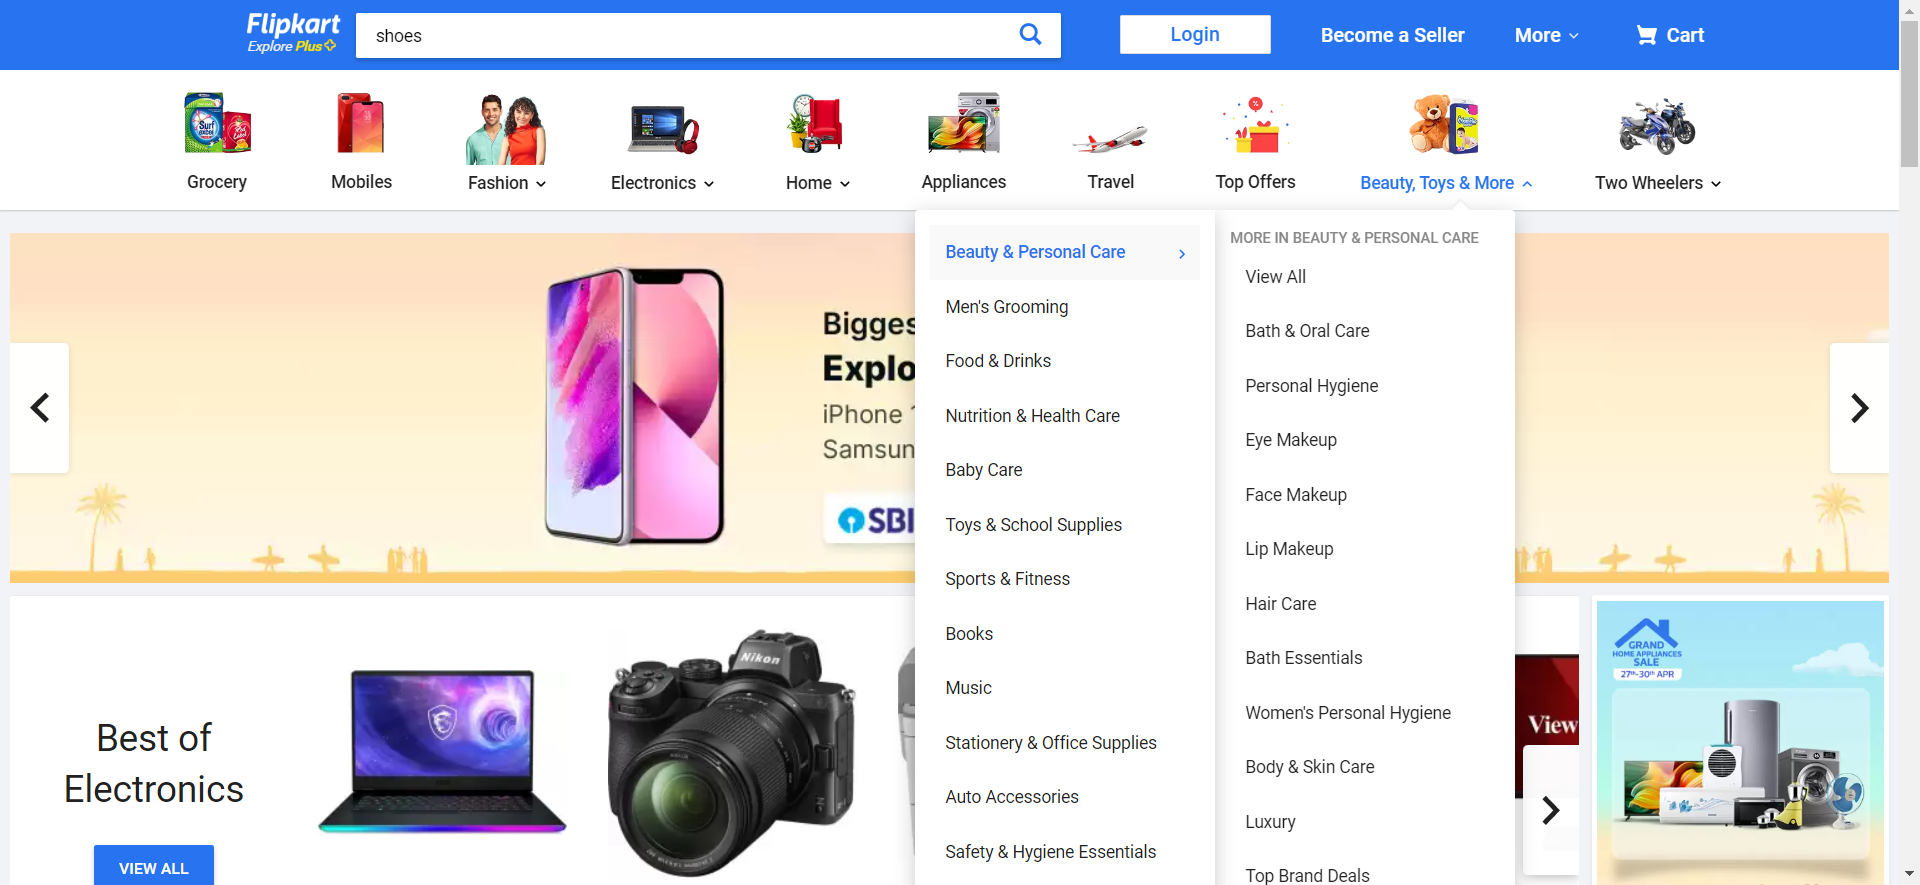 Flipkart
Explore Plus
shoes
Login
Become a Seller
More
Cart
Grocery
Mobiles
Fashion
Electronics
Home
Appliances
Travel
Top Offers
Beauty, Toys & More
Two Wheelers
Beauty & Personal Care
Men's Grooming
Food & Drinks
Nutrition & Health Care
Baby Care
Toys & School Supplies
Sports & Fitness
Books
Music
Stationery & Office Supplies
Auto Accessories
Safety & Hygiene Essentials
MORE IN BEAUTY & PERSONAL CARE
View All
Bath & Oral Care
Personal Hygiene
Eye Makeup
Face Makeup
Lip Makeup
Hair Care
Bath Essentials
Women's Personal Hygiene
Body & Skin Care
Luxury
Top Brand Deals
Explo
iPhone
SBI
Best of
Electronics
VIEW ALL
Nikon
View
GRAND
HOME APPLIANCES
SALE
27th-30th APR
Surf
excel